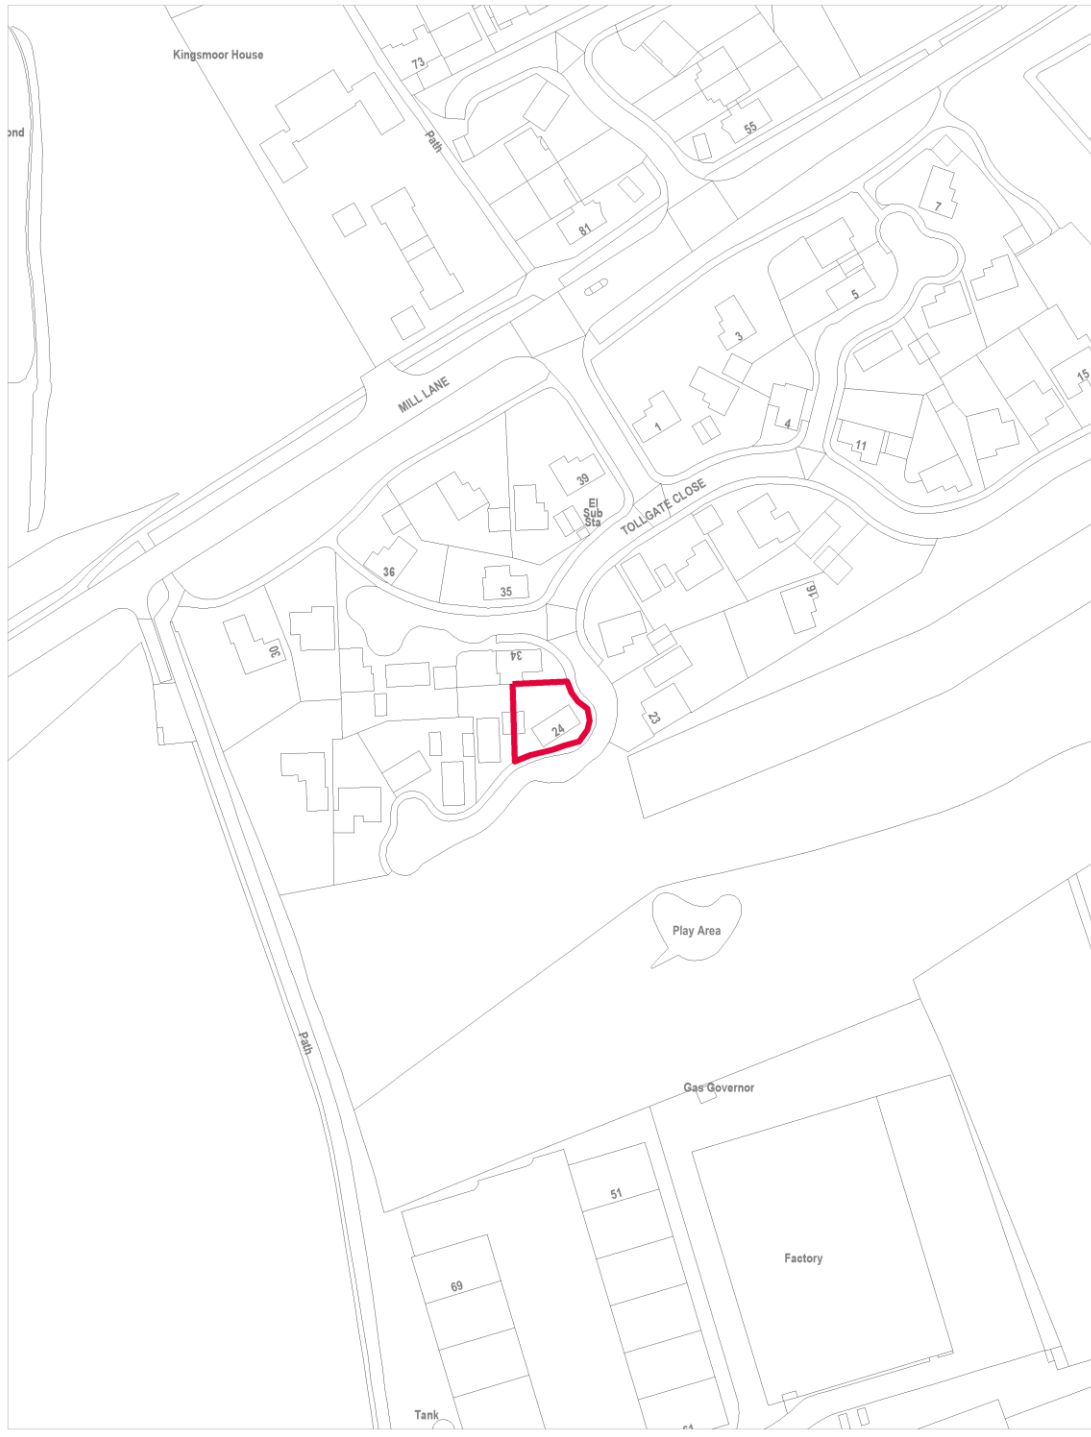 Kingsmoor House
73
ond
Path
55
7
81
5
3
MILL LANE
15
1
4
11
39
El
Sub
Sta
TOLLGATE CLOSE
36
35
16
30
34
24
23
Play Area
Path
Gas Governor
51
Factory
69
Tank